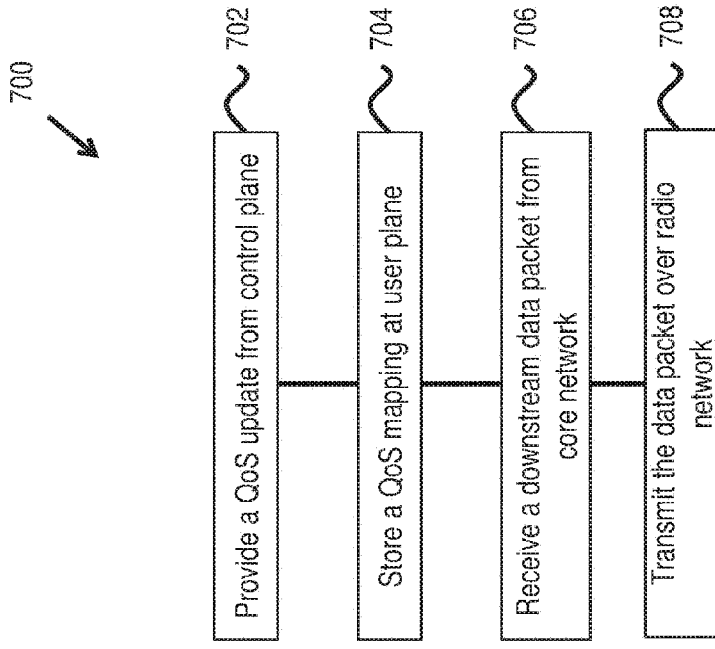 700
Provide a QoS update from control plane
702
Store a QoS mapping at user plane
704
Receive a downstream data packet from
core network
706
Transmit the data packet over radio
network
708